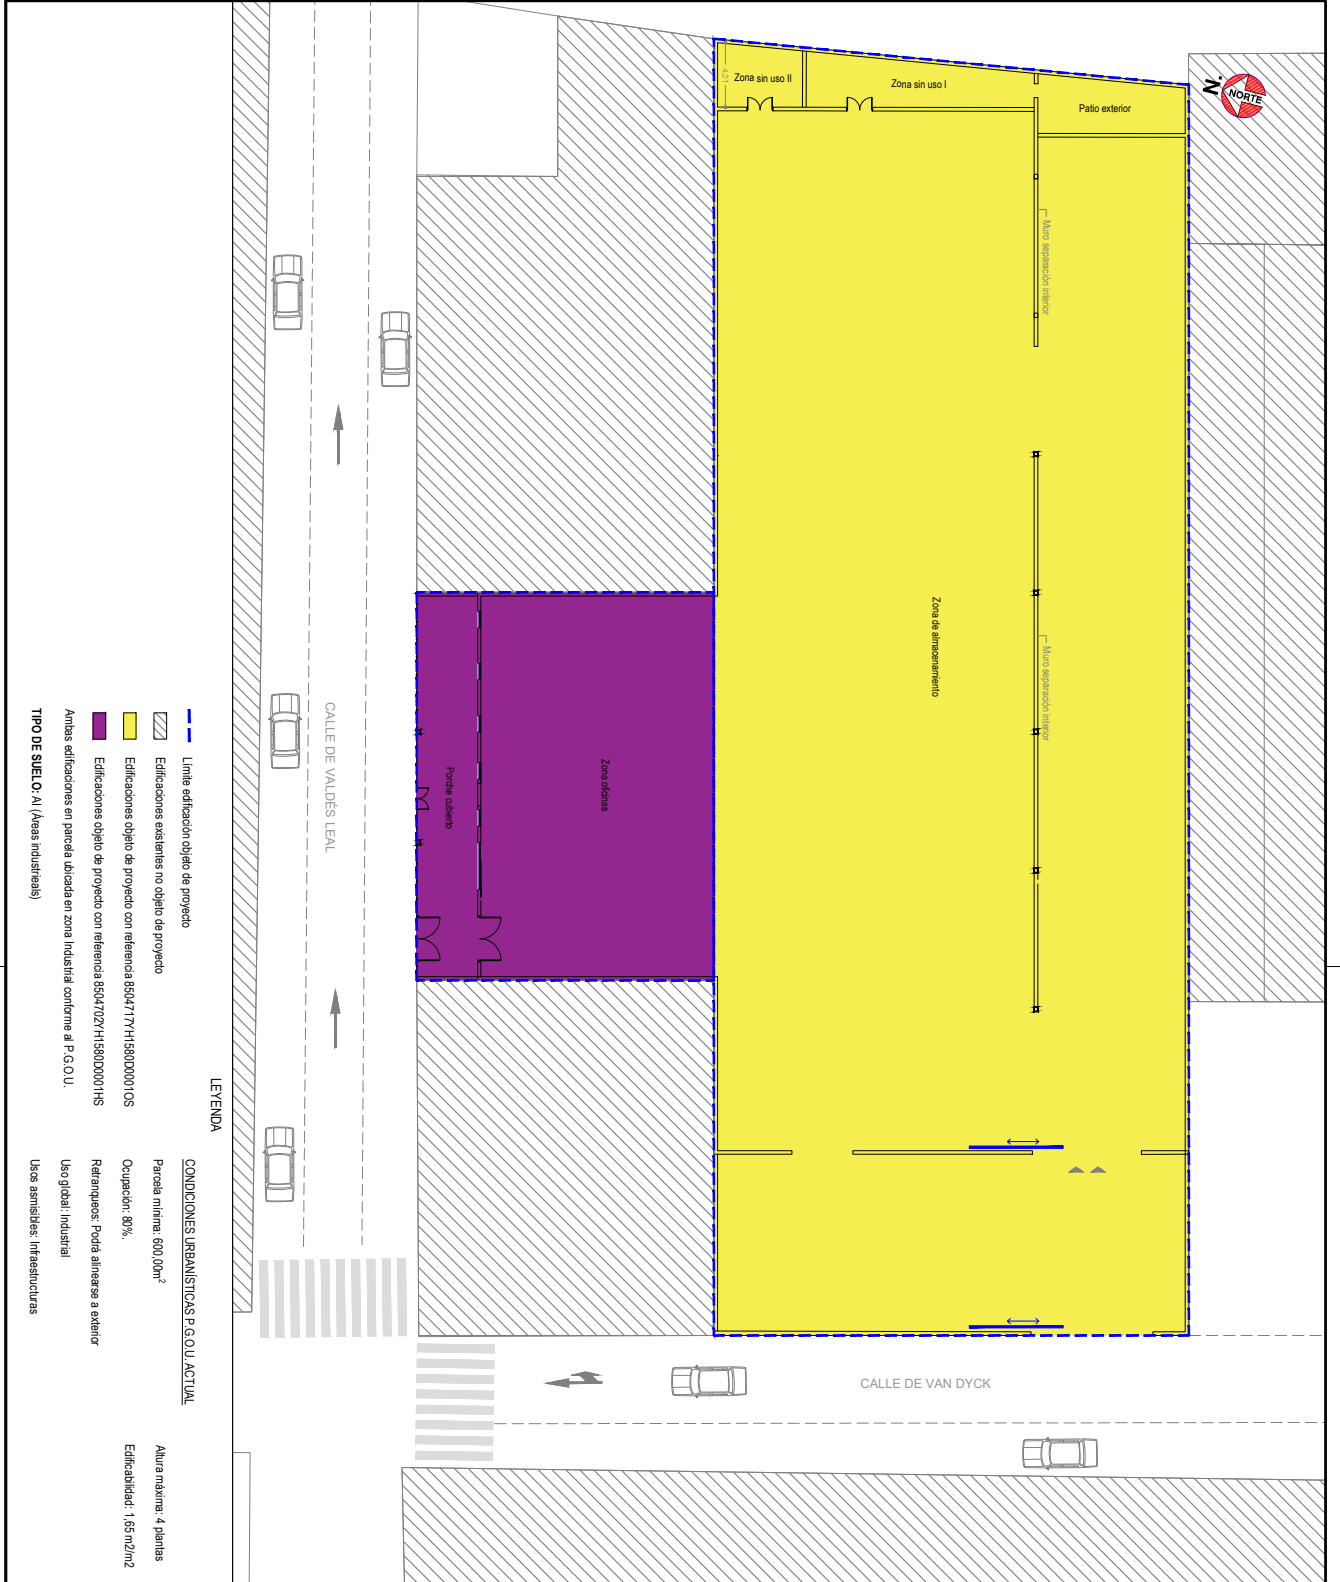 N.
NORTE
Zona sin uso II
Zona sin uso I
421
Patio exterior
Muro separación interior
Muro separación interior
Zona de almacenamiento
Zona oficinas
Porche cubierto
CALLE DE VALDÉS LEAL
CALLE DE VAN DYCK
LEYENDA
Límite edificación objeto de proyecto
Edificaciones existentes no objeto de proyecto
Edificaciones objeto de proyecto con referencia 8504717YH1580D0001OS
Edificaciones objeto de proyecto con referencia 8504702YH1580D0001HS
Ambas edificaciones en parcela ubicada en zona Industrial conforme al P.G.O.U.
TIPO DE SUELO: AI (Áreas industrieals)
CONDICIONES URBANÍSTICAS P.G.O.U. ACTUAL
Parcela mínima: 600,00m²
Ocupación: 80%.
Retranqueos: Podrá alinearse a exterior
Uso global: Industrial
Usos asmisibles: Infraestructuras
Altura máxima: 4 plantas
Edificabilidad: 1,65 m2/m2